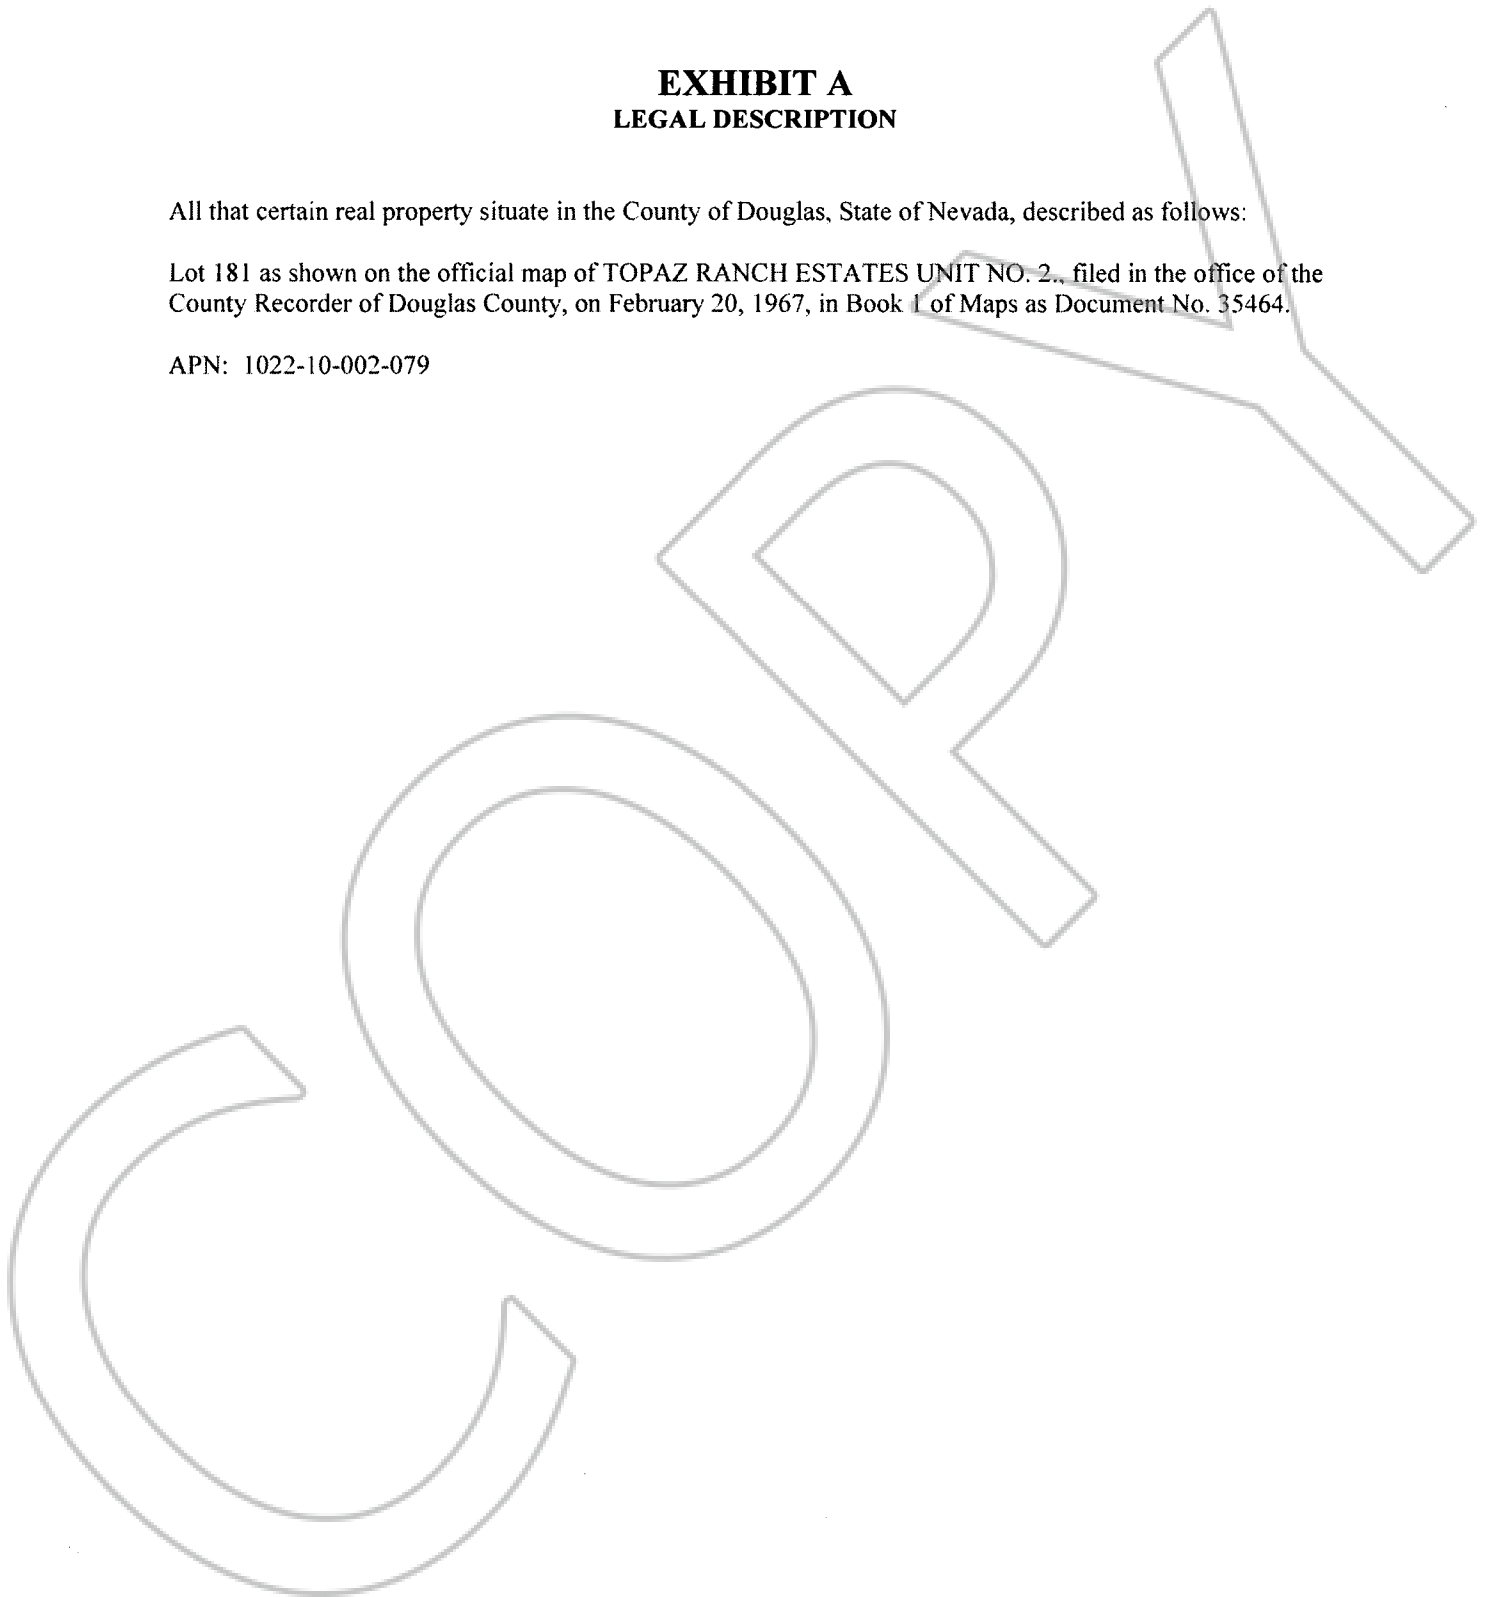 EXHIBIT A
LEGAL DESCRIPTION
All that certain real property situate in the County of Douglas, State of Nevada, described as follows:
Lot 181 as shown on the official map of TOPAZ RANCH ESTATES UNIT NO. 2., filed in the office of the
County Recorder of Douglas County, on February 20, 1967, in Book 1 of Maps as Document No. 35464.
APN: 1022-10-002-079
COPY